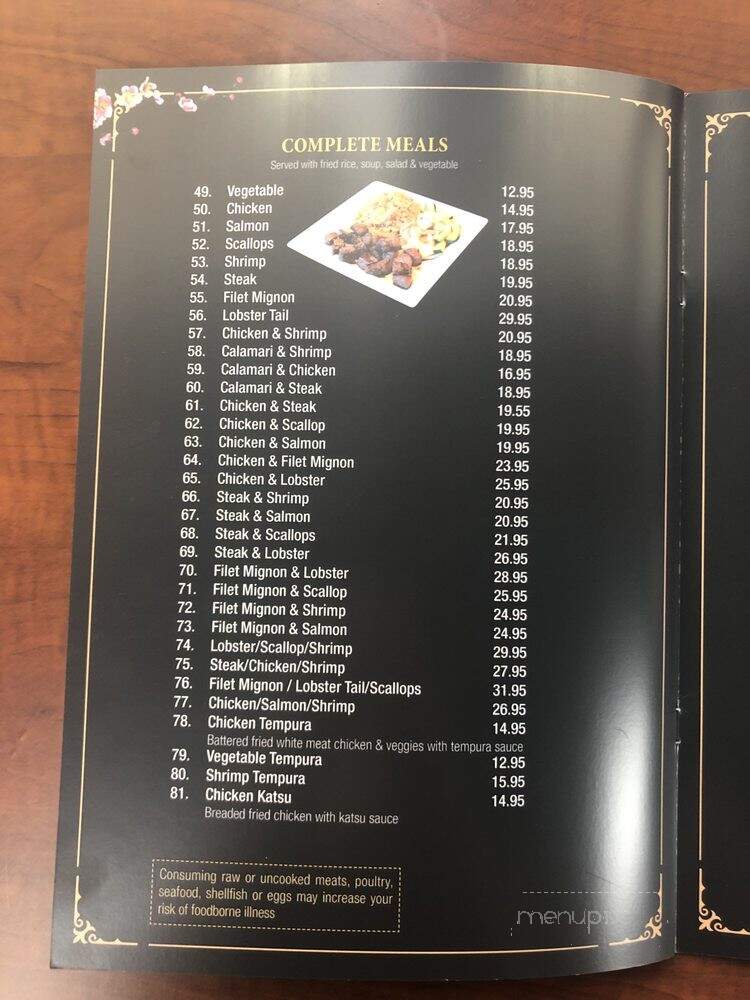 COMPLETE MEALS
Served with fried rice, soup, salad & vegetable
49. Vegetable 12.95
50. Chicken 14.95
51. Salmon 17.95
52. Scallops 18.95
53. Shrimp 18.95
54. Steak 19.95
55. Filet Mignon 20.95
56. Lobster Tail 29.95
57. Chicken & Shrimp 20.95
58. Calamari & Shrimp 18.95
59. Calamari & Chicken 16.95
60. Calamari & Steak 18.95
61. Chicken & Steak 19.55
62. Chicken & Scallop 19.95
63. Chicken & Salmon 19.95
64. Chicken & Filet Mignon 23.95
65. Chicken & Lobster 25.95
66. Steak & Shrimp 20.95
67. Steak & Salmon 20.95
68. Steak & Scallops 21.95
69. Steak & Lobster 26.95
70. Filet Mignon & Lobster 28.95
71. Filet Mignon & Scallop 25.95
72. Filet Mignon & Shrimp 24.95
73. Filet Mignon & Salmon 24.95
74. Lobster/Scallop/Shrimp 29.95
75. Steak/Chicken/Shrimp 27.95
76. Filet Mignon / Lobster Tail/Scallops 31.95
77. Chicken/Salmon/Shrimp 26.95
78. Chicken Tempura 14.95
Battered fried white meat chicken & veggies with tempura sauce
79. Vegetable Tempura 12.95
80. Shrimp Tempura 15.95
81. Chicken Katsu 14.95
Breaded fried chicken with katsu sauce
Consuming raw or uncooked meats, poultry,
seafood, shellfish or eggs may increase your
risk of foodborne illness